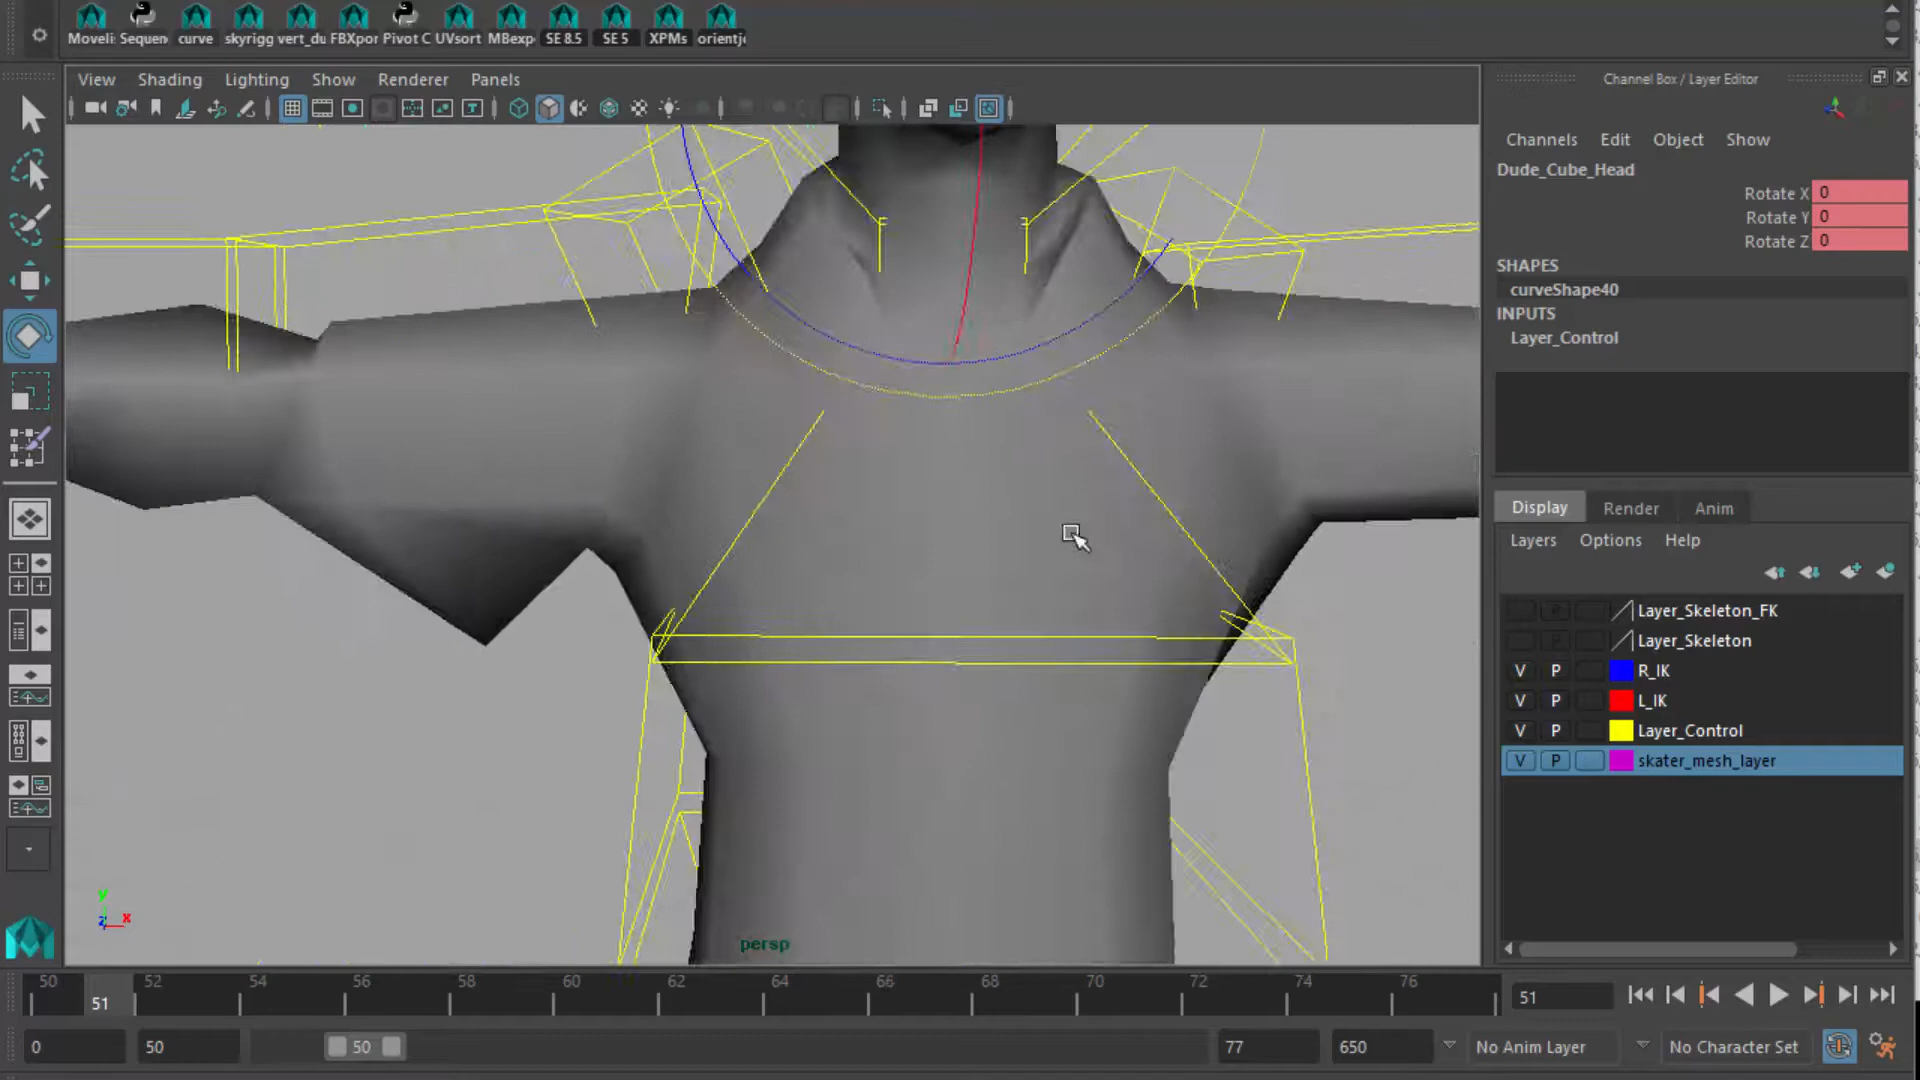 Moveli Sequen curve skyrigg vert_du FBXpor Pivot C UVsort MBexp SE 8.5 SE 5 XPMs orientjo
View Shading Lighting Show Renderer Panels
Channel Box / Layer Editor
Channels Edit Object Show
Dude_Cube_Head
Rotate X 0
Rotate Y 0
Rotate Z 0
SHAPES
curveShape40
INPUTS
Layer_Control
Display Render Anim
Layers Options Help
Layer_Skeleton_FK
Layer_Skeleton
V P R_IK
V P L_IK
V P Layer_Control
V P skater_mesh_layer
y
z x
persp
50 52 54 56 58 60 62 64 66 68 70 72 74 76
51
51
0 50 50 77 650 No Anim Layer No Character Set